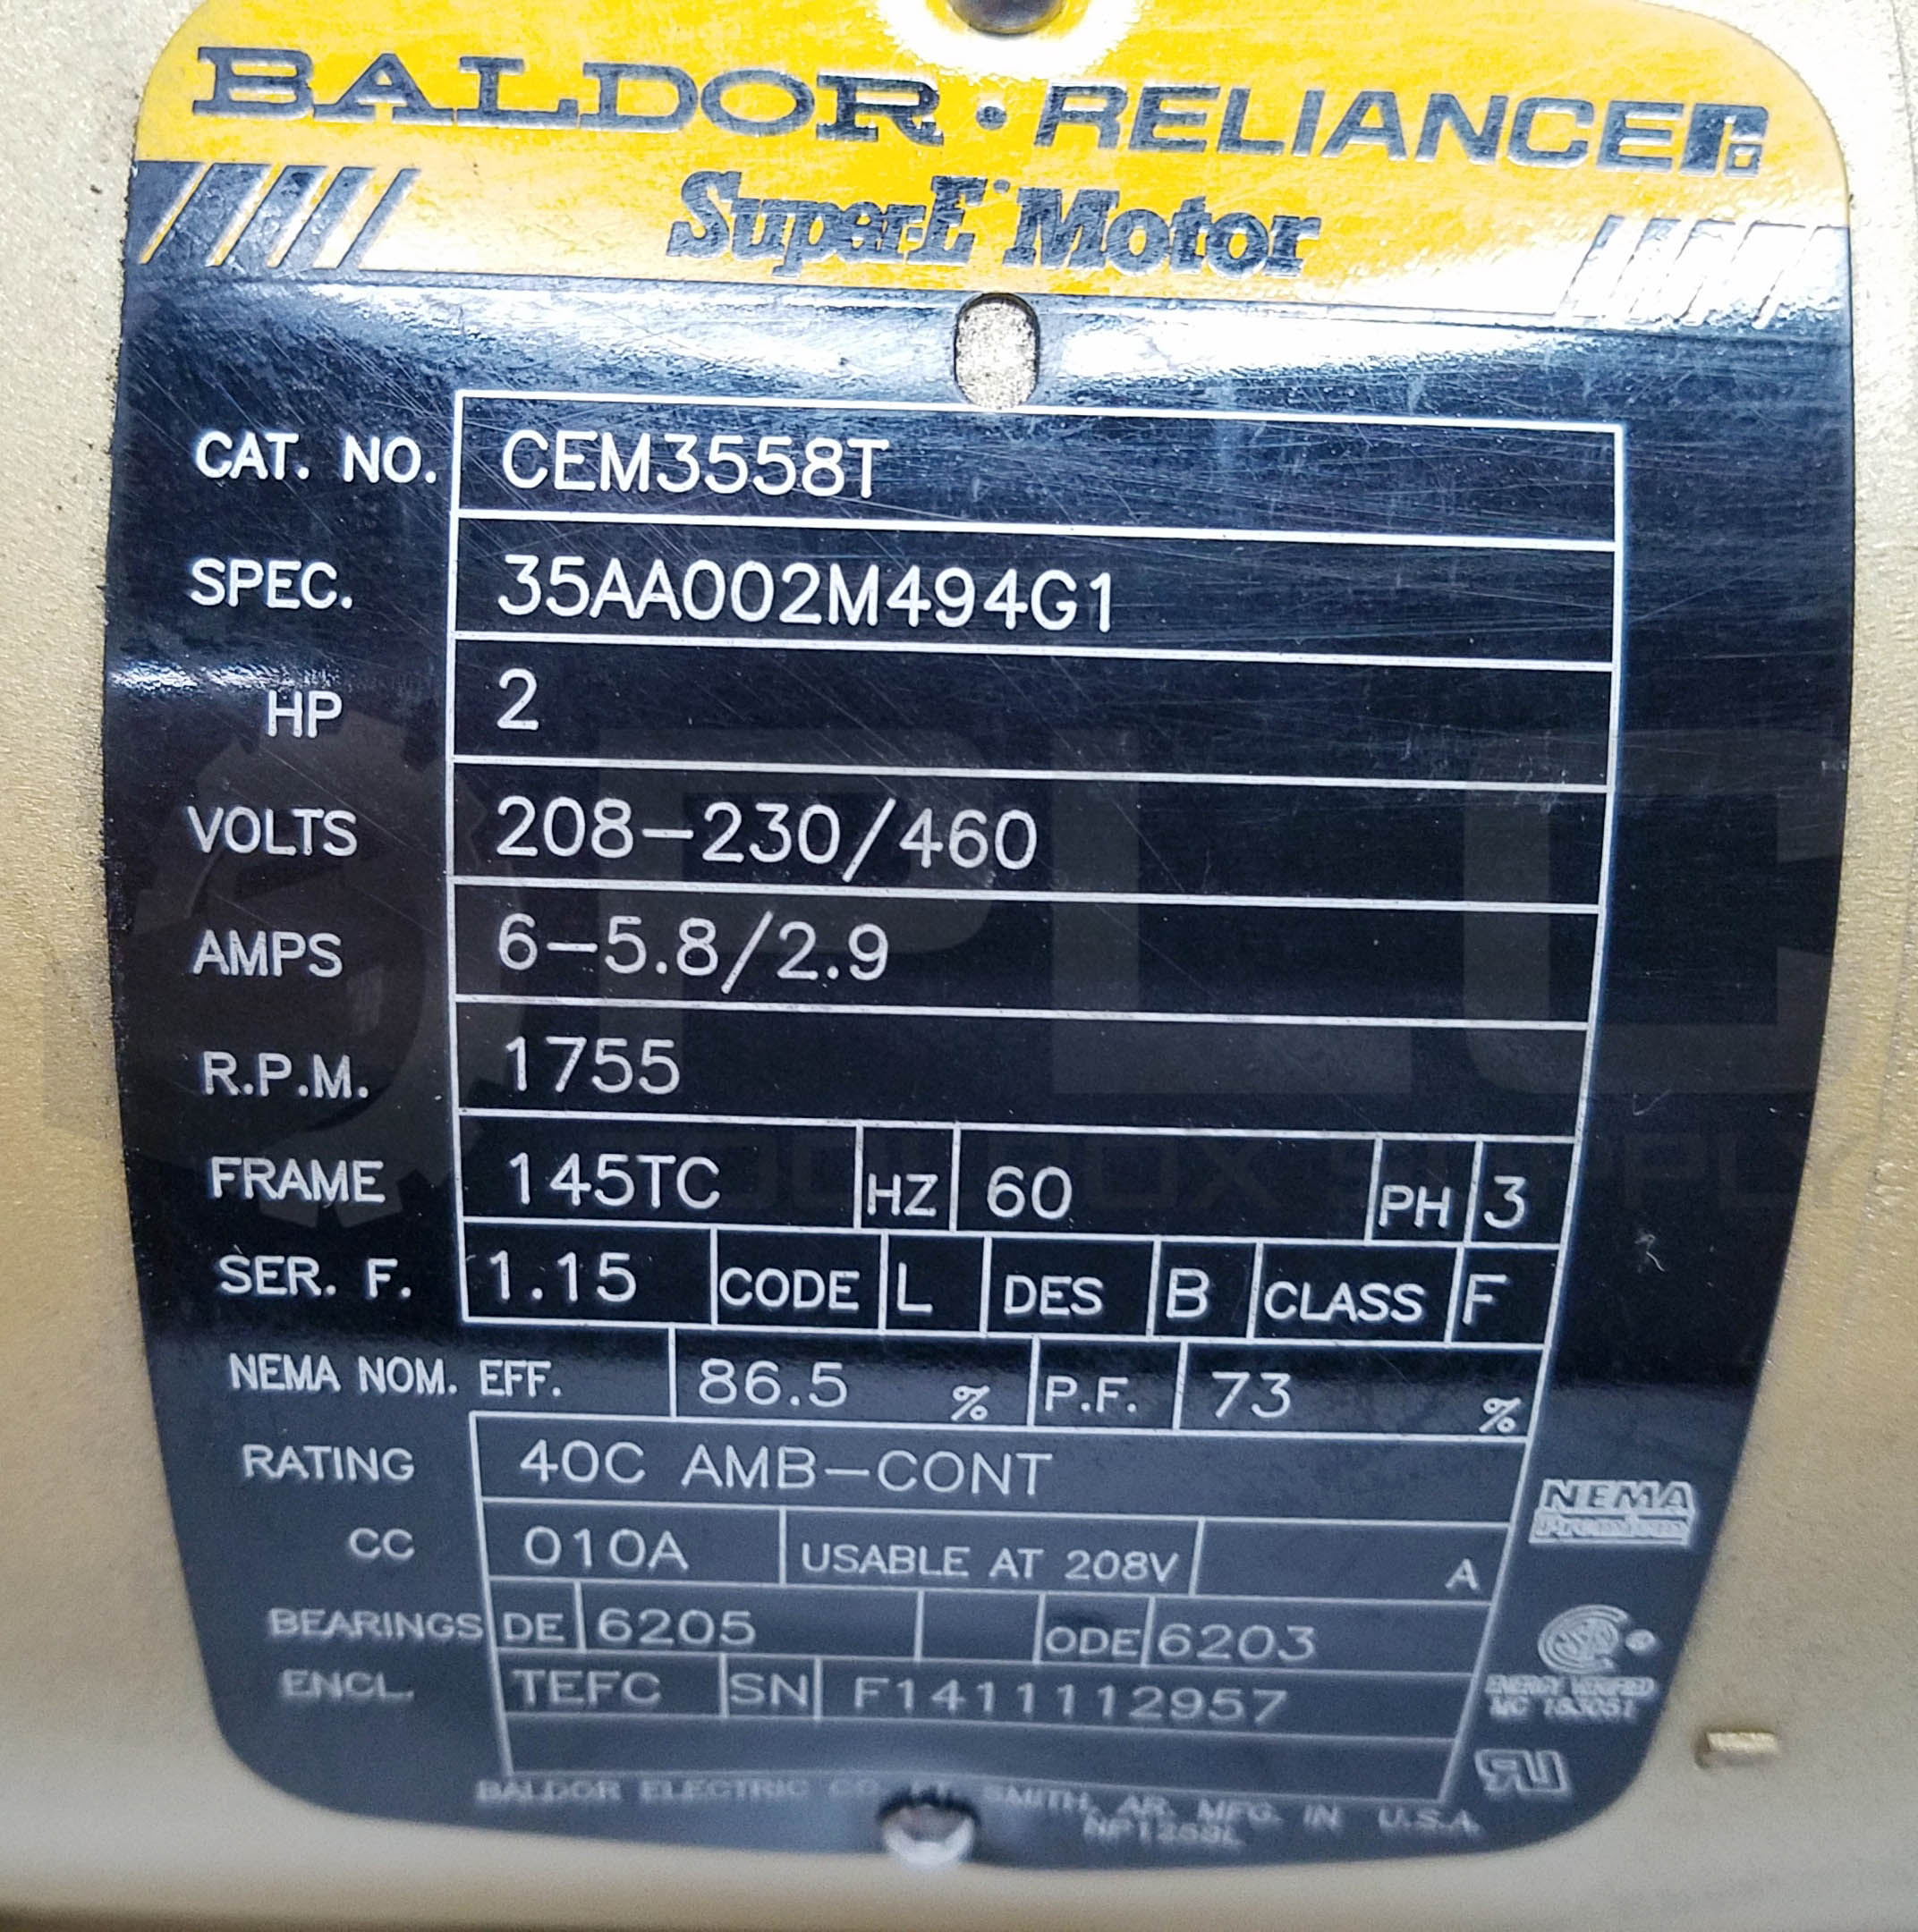 BALDOR · RELIANCE
Super-E Motor
CAT. NO. CEM3558T
SPEC. 35AA002M494G1
HP 2
VOLTS 208-230/460
AMPS 6-5.8/2.9
R.P.M. 1755
FRAME 145TC HZ 60 PH 3
SER. F. 1.15 CODE L DES B CLASS F
NEMA NOM. EFF. 86.5 % P.F. 73 %
RATING 40C AMB-CONT
NEMA
Premium
CC 010A USABLE AT 208V A
BEARINGS DE 6205 ODE 6203
ENERGY VERIFIED
ENCL. TEFC SN F1411112957
BALDOR ELECTRIC CO. FT. SMITH, AR. MFG. IN U.S.A.